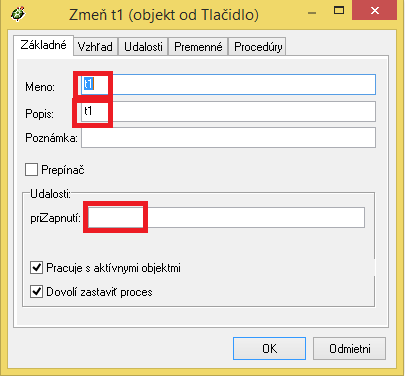 Zmeň t1 (objekt od Tlačidlo)
Základné Vzhľad Udalosti Premenné Procedúry
Meno: t1
Popis: t1
Poznámka:
Prepínač
Udalosti:
priZapnutí:
Pracuje s aktívnymi objektmi
Dovolí zastaviť proces
OK Odmietni